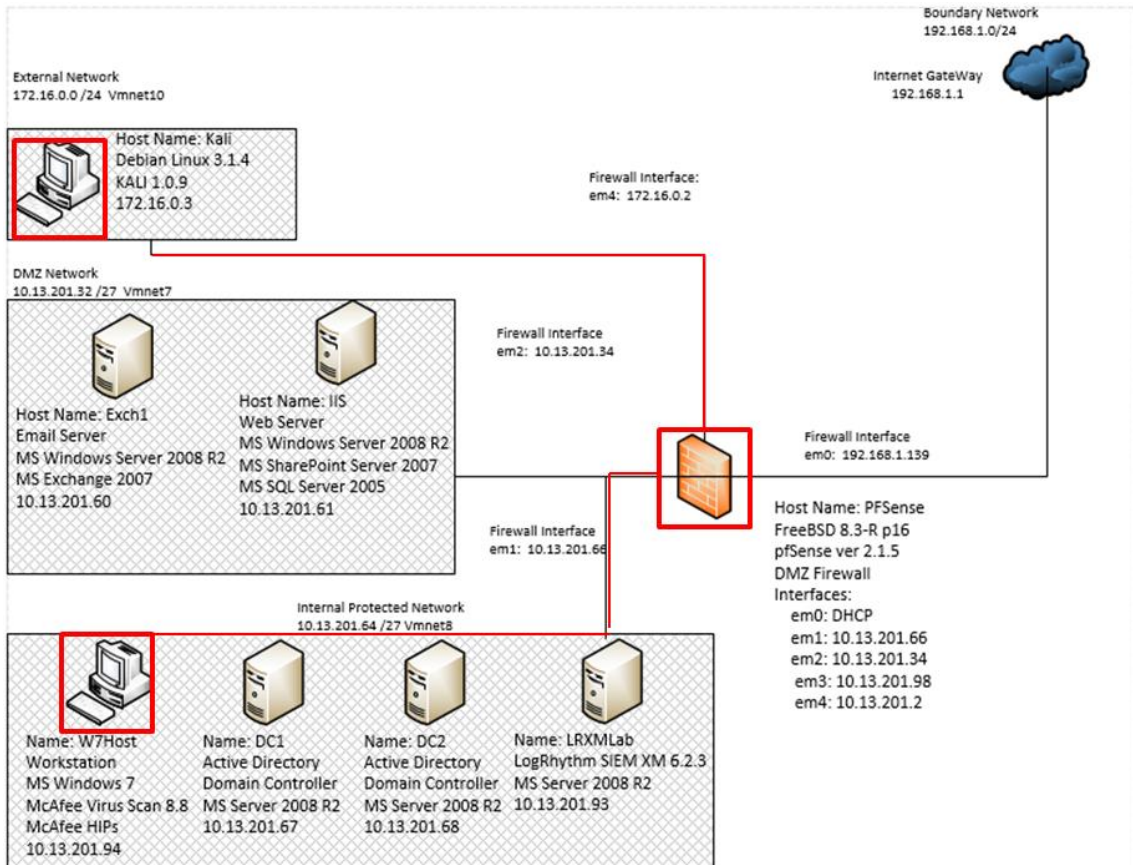 Boundary Network
192.168.1.0/24
Internet GateWay
192.168.1.1
External Network
172.16.0.0 /24 Vmnet10
Host Name: Kali
Debian Linux 3.1.4
KALI 1.0.9
172.16.0.3
Firewall Interface:
em4: 172.16.0.2
DMZ Network
10.13.201.32 /27 Vmnet7
Host Name: Exch1
Email Server
MS Windows Server 2008 R2
MS Exchange 2007
10.13.201.60
Host Name: IIS
Web Server
MS Windows Server 2008 R2
MS SharePoint Server 2007
MS SQL Server 2005
10.13.201.61
Firewall Interface
em2: 10.13.201.34
Firewall Interface
em0: 192.168.1.139
Firewall Interface
em1: 10.13.201.66
Host Name: PFSense
FreeBSD 8.3-R p16
pfSense ver 2.1.5
DMZ Firewall
Interfaces:
em0: DHCP
em1: 10.13.201.66
em2: 10.13.201.34
em3: 10.13.201.98
em4: 10.13.201.2
Internal Protected Network
10.13.201.64 /27 Vmnet8
Name: W7Host
Workstation
MS Windows 7
McAfee Virus Scan 8.8
McAfee HIPs
10.13.201.94
Name: DC1
Active Directory
Domain Controller
MS Server 2008 R2
10.13.201.67
Name: DC2
Active Directory
Domain Controller
MS Server 2008 R2
10.13.201.68
Name: LRXMLab
LogRhythm SIEM XM 6.2.3
MS Server 2008 R2
10.13.201.93